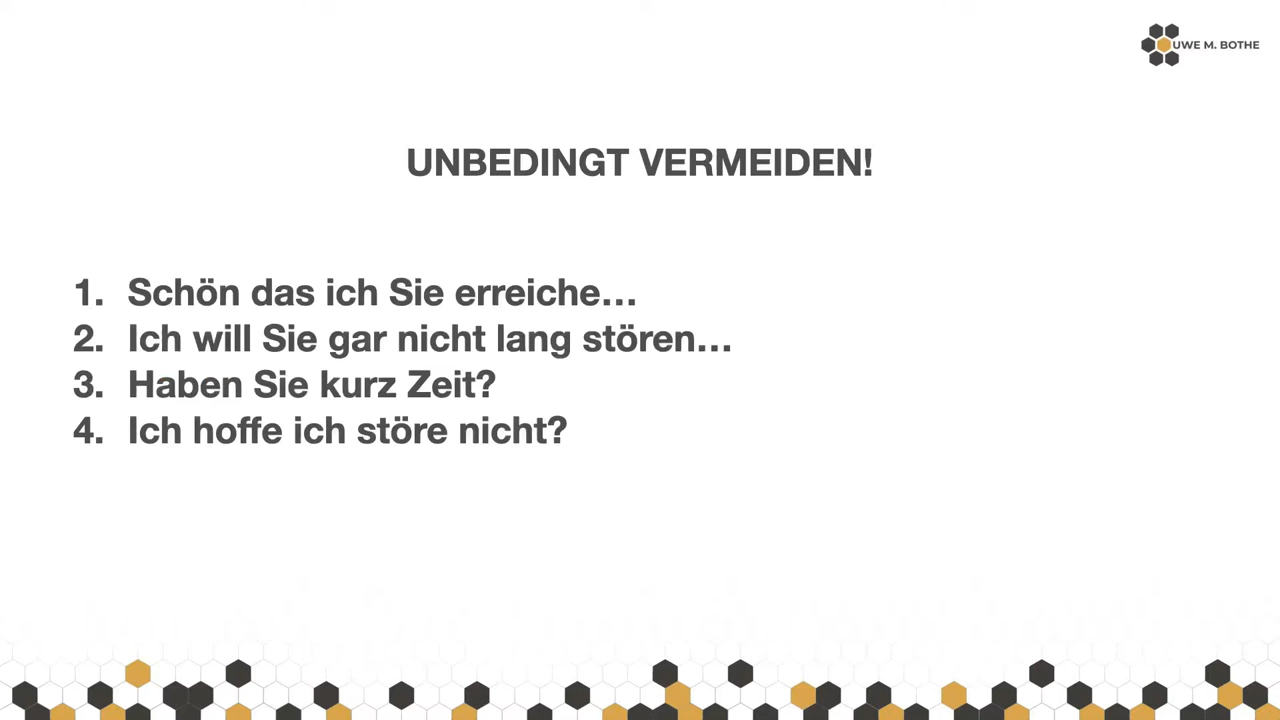 UWE M. BOTHE
UNBEDINGT VERMEIDEN!
1. Schön das ich Sie erreiche...
2. Ich will Sie gar nicht lang stören...
3. Haben Sie kurz Zeit?
4. Ich hoffe ich störe nicht?